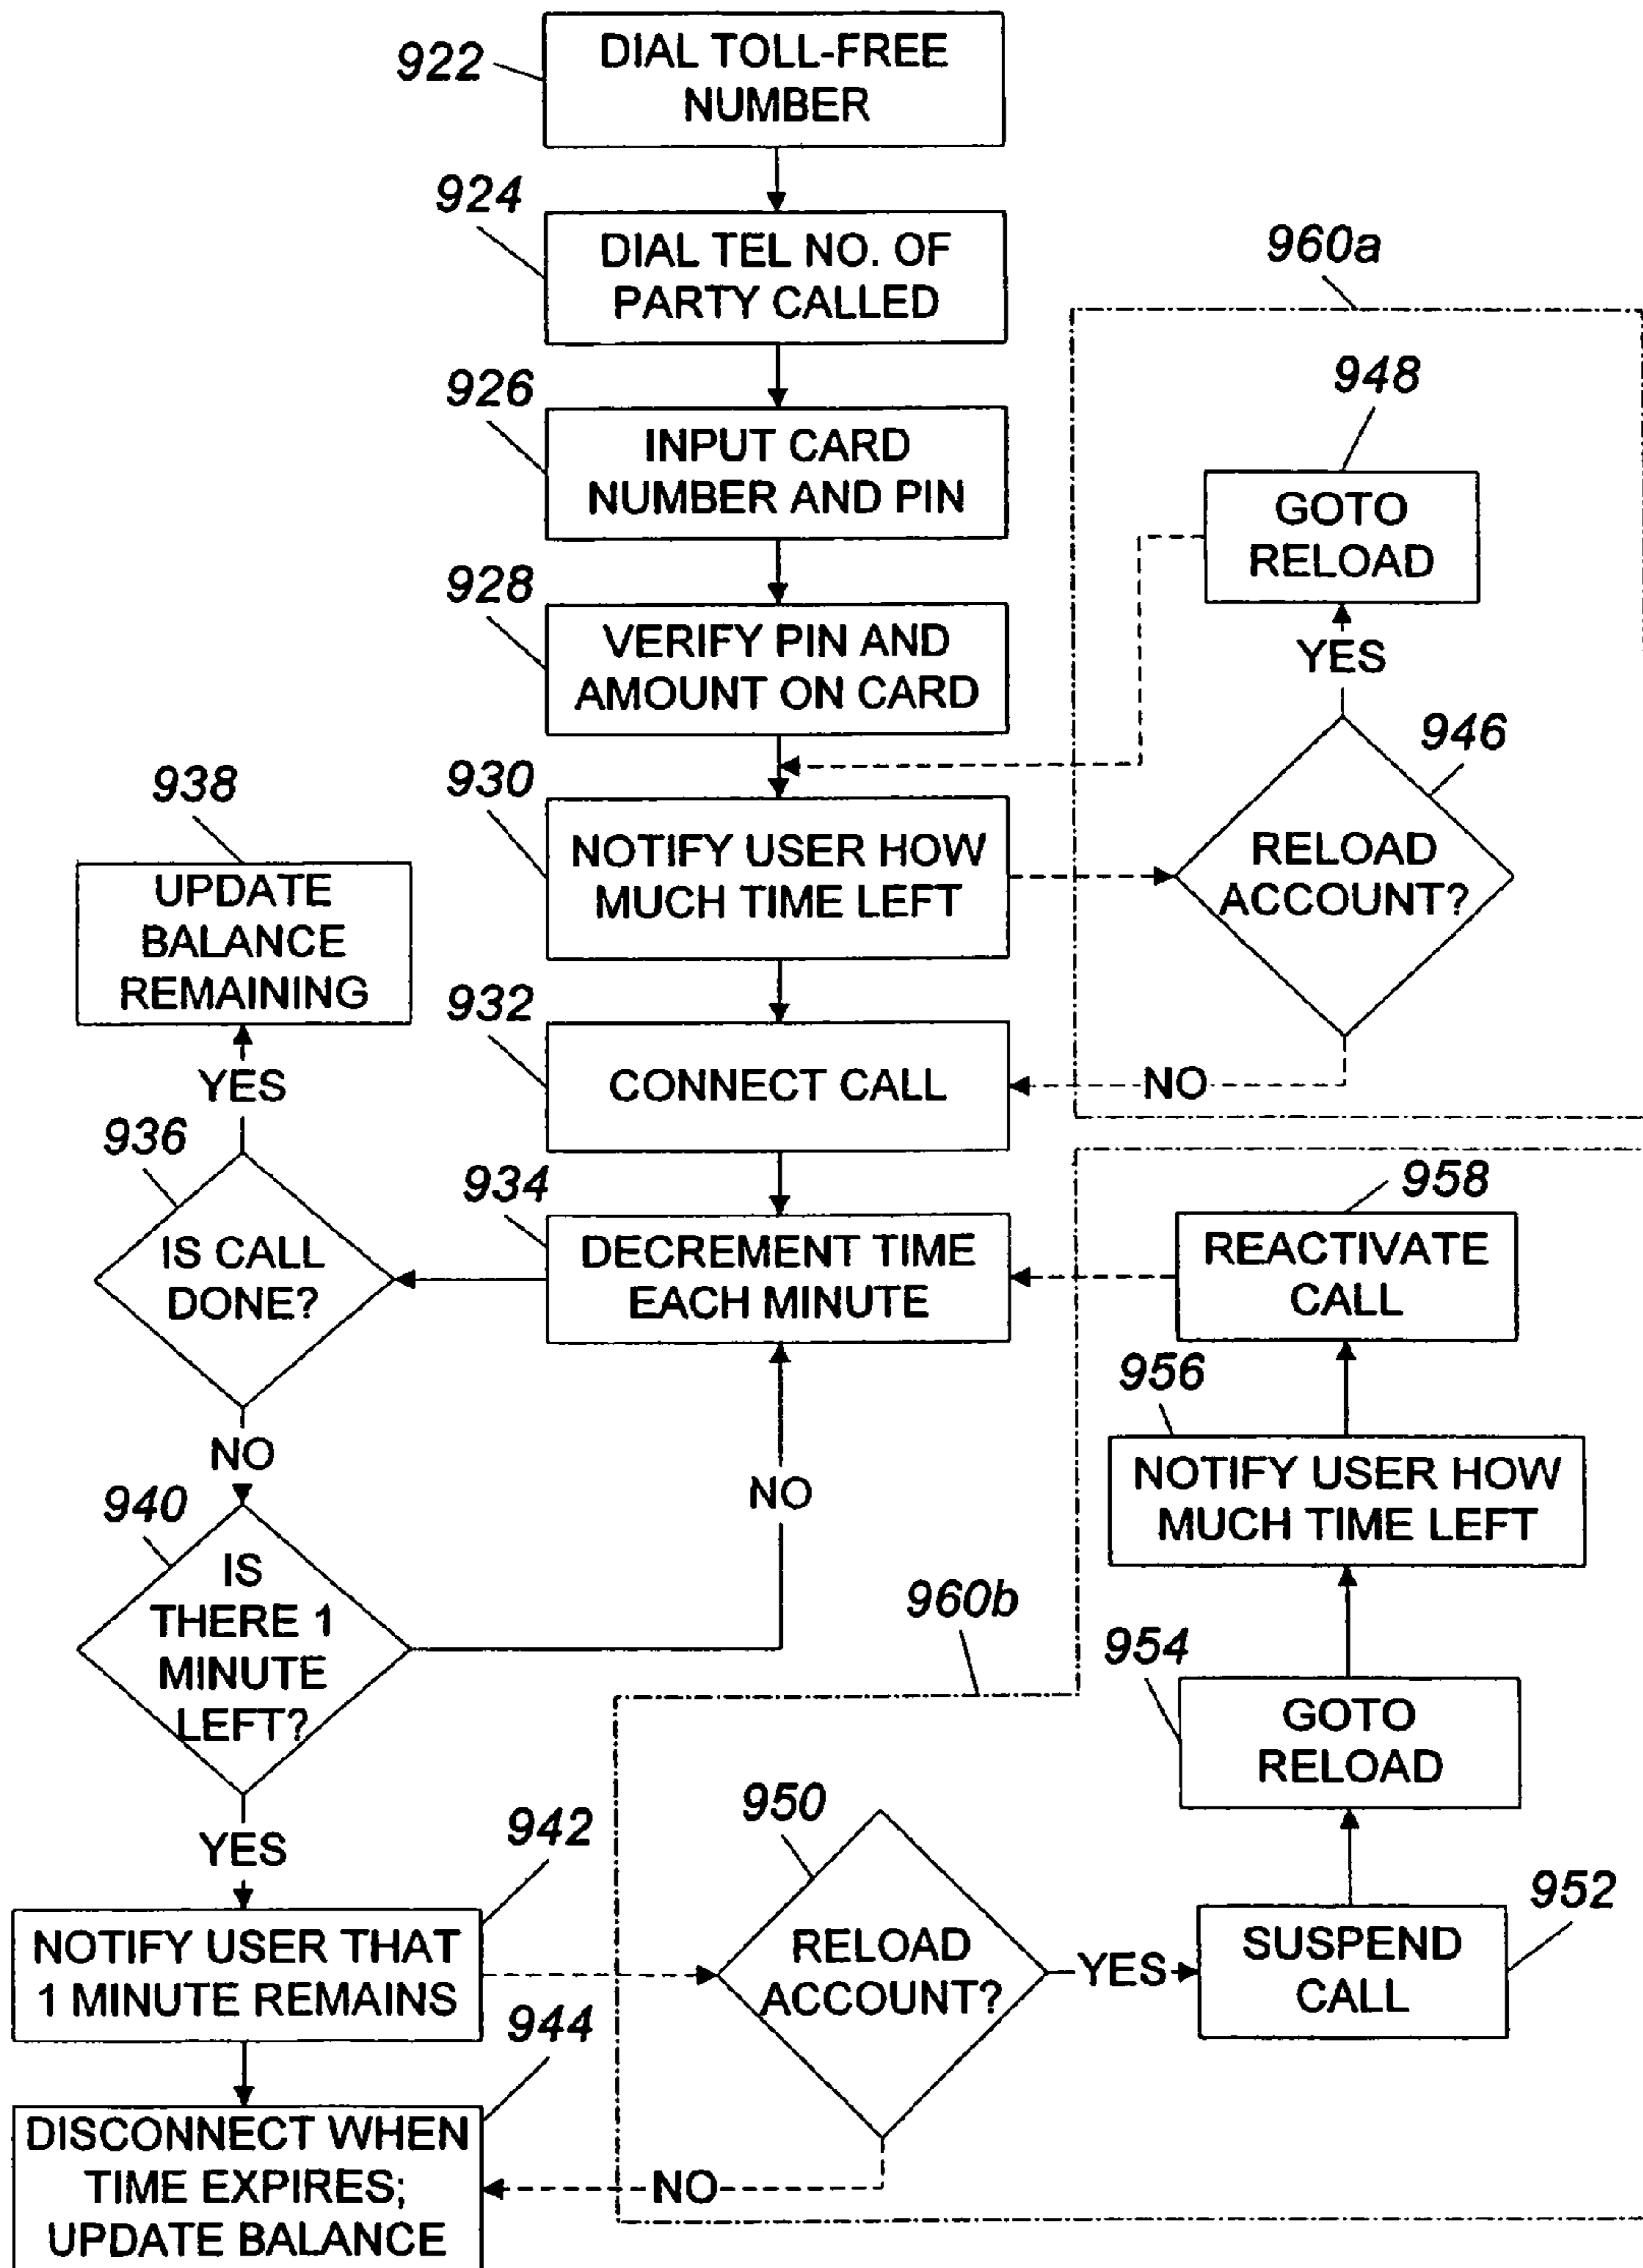 922
DIAL TOLL-FREE
NUMBER
924
DIAL TEL NO. OF
PARTY CALLED
960a
926
INPUT CARD
NUMBER AND PIN
948
GOTO
RELOAD
YES
928
VERIFY PIN AND
AMOUNT ON CARD
946
RELOAD
ACCOUNT?
NO
930
NOTIFY USER HOW
MUCH TIME LEFT
938
UPDATE
BALANCE
REMAINING
YES
932
CONNECT CALL
936
IS CALL
DONE?
NO
934
DECREMENT TIME
EACH MINUTE
958
REACTIVATE
CALL
956
NOTIFY USER HOW
MUCH TIME LEFT
NO
940
IS
THERE 1
MINUTE
LEFT?
YES
960b
954
GOTO
RELOAD
942
NOTIFY USER THAT
1 MINUTE REMAINS
950
RELOAD
ACCOUNT?
YES
952
SUSPEND
CALL
944
DISCONNECT WHEN
TIME EXPIRES;
UPDATE BALANCE
NO